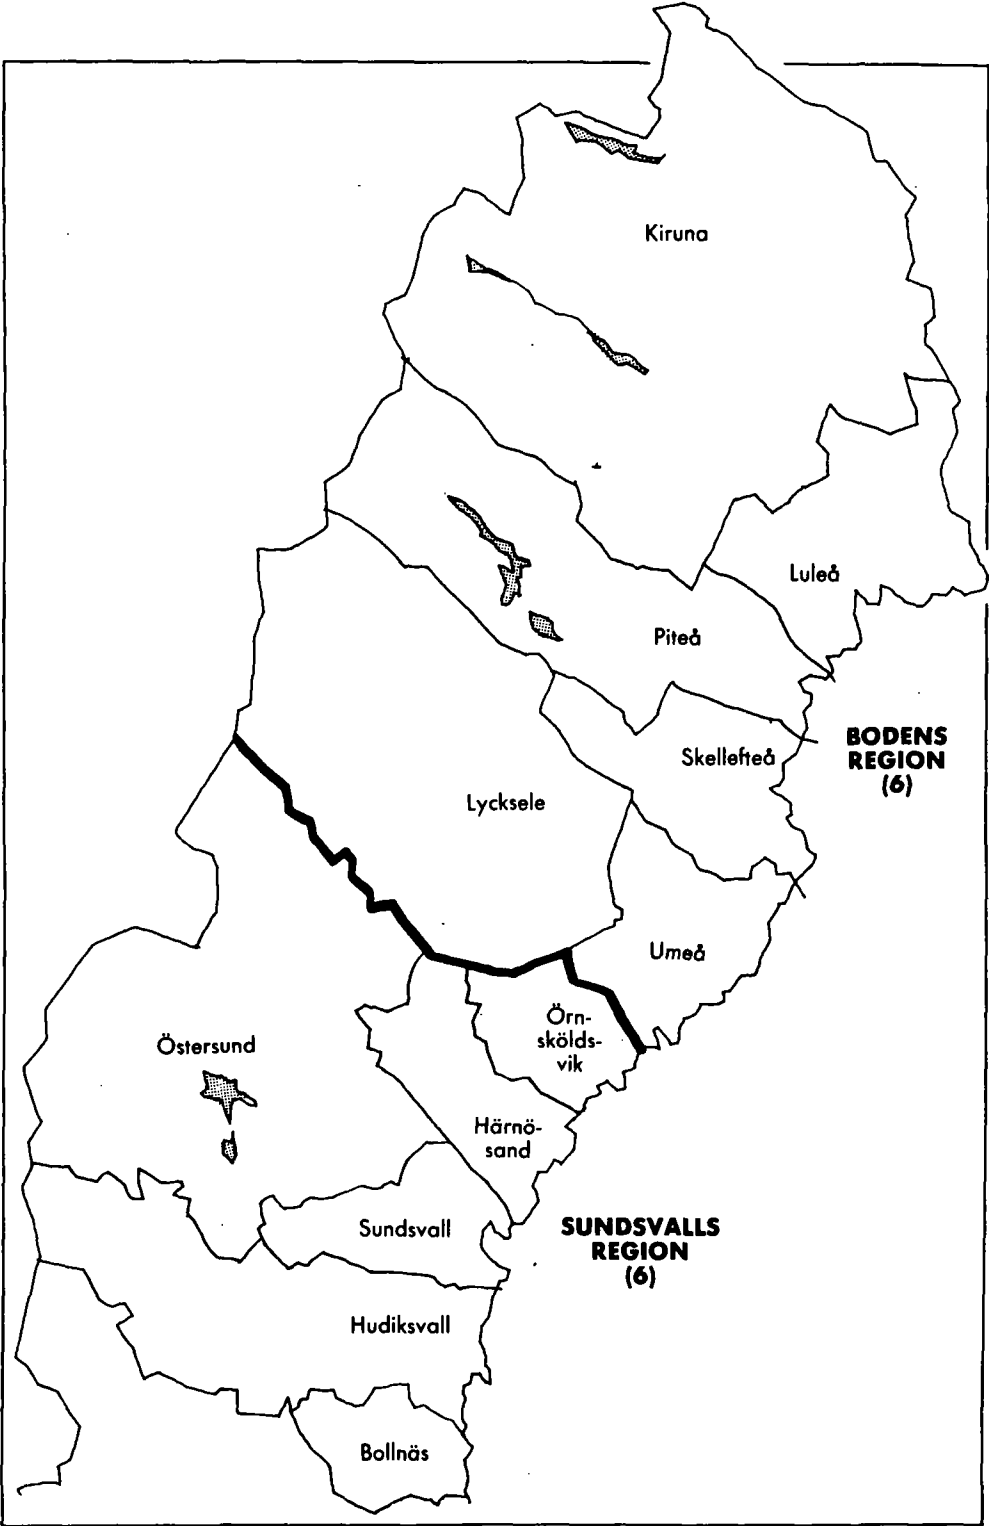 Kiruna
Luleå
Piteå
BODENS
REGION
(6)
Skellefteå
Lycksele
Umeå
Örn-
skölds-
vik
Östersund
Härnö-
sand
Sundsvall
SUNDSVALLS
REGION
(6)
Hudiksvall
Bollnäs